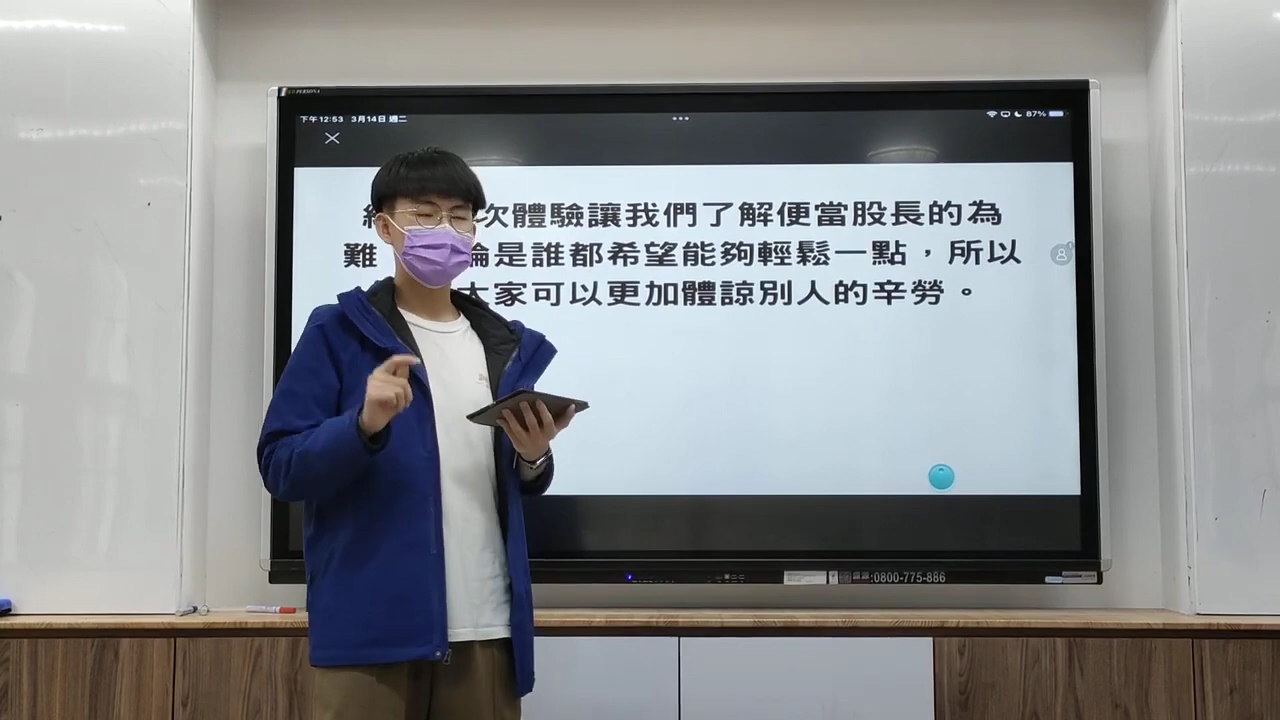 PERSONA
下午12:53 3月14日 週二
87%
次體驗讓我們了解便當股長的為
難 論是誰都希望能夠輕鬆一點，所以
大家可以更加體諒別人的辛勞。
:0800-775-886